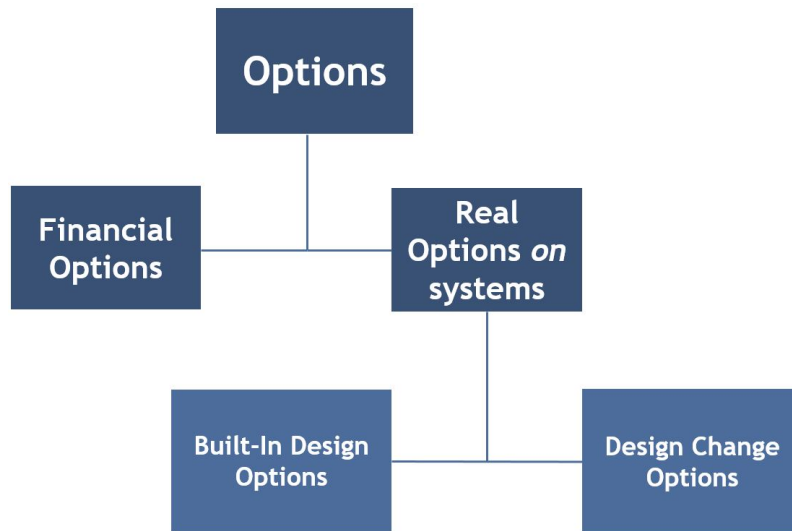 Options
Financial
Options
Real
Options on
systems
Built-In Design
Options
Design Change
Options